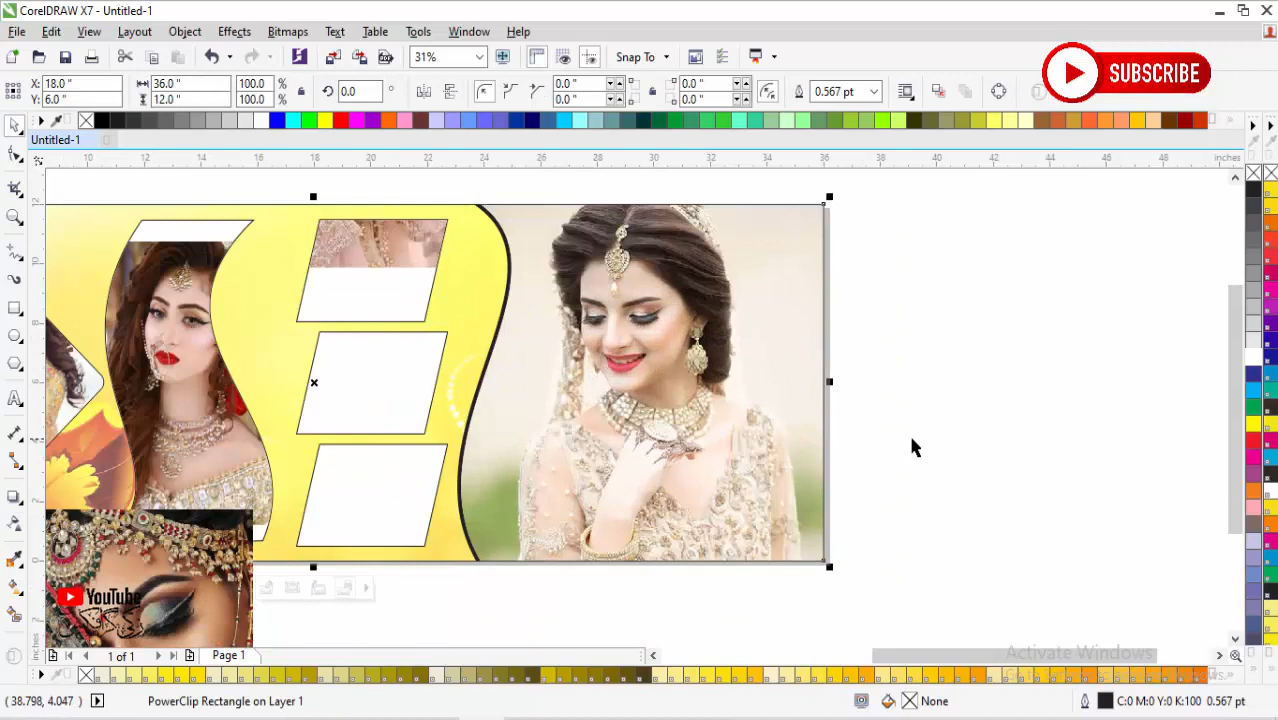 CorelDRAW X7 - Untitled-1
File Edit View Layout Object Effects Bitmaps Text Table Tools Window Help
31% Snap To
SUBSCRIBE
X: 18.0 " 36.0 " 100.0 % 0.0 ° 0.0 " 0.0 " 0.567 pt
Y: 6.0 " 12.0 " 100.0 % 0.0 " 0.0 "
Untitled-1
10 12 14 16 18 20 22 24 26 28 30 32 34 36 38 40 42 44 46 48 inches
YouTube
1 of 1 Page 1
Activate Windows
( 38.798, 4.047 ) PowerClip Rectangle on Layer 1 None C:0 M:0 Y:0 K:100 0.567 pt